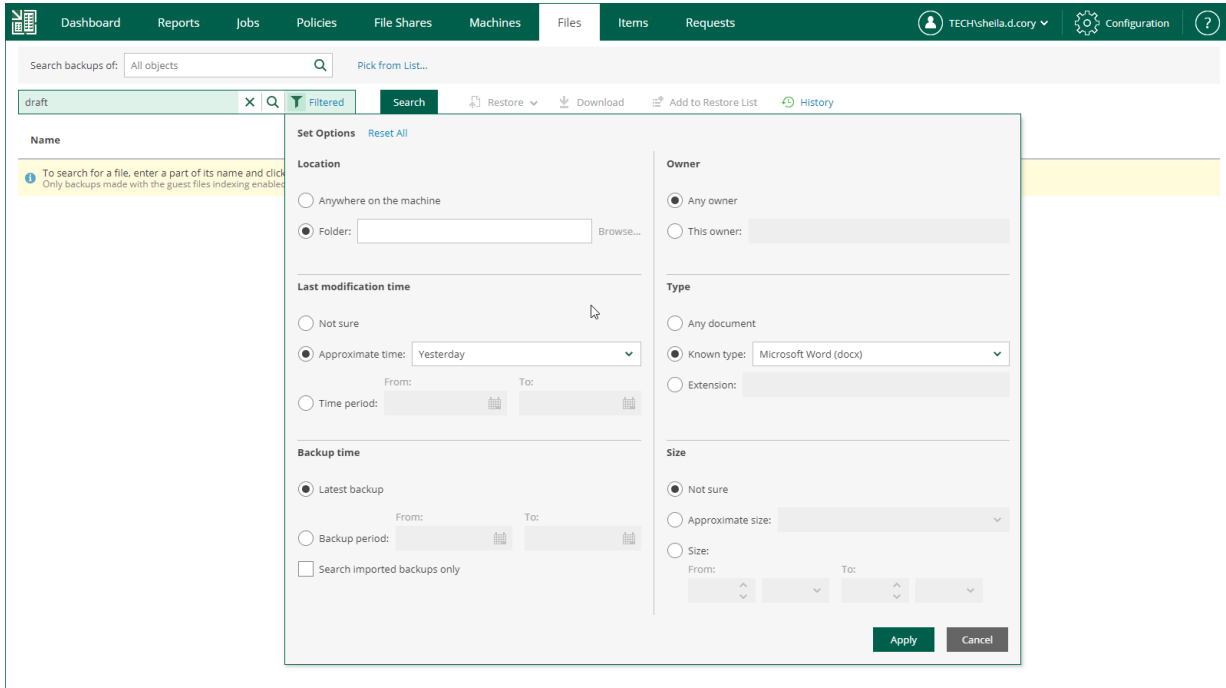 Dashboard Reports Jobs Policies File Shares Machines Files Items Requests TECH\sheila.d.cory Configuration ?
Search backups of: All objects Pick from List...
draft Filtered Search Restore Download Add to Restore List History
Name
To search for a file, enter a part of its name and click
Only backups made with the guest files indexing enabled
Set Options Reset All
Location
Anywhere on the machine
Folder: Browse...
Last modification time
Not sure
Approximate time: Yesterday
From: To:
Time period:
Backup time
Latest backup
From: To:
Backup period:
Search imported backups only
Owner
Any owner
This owner:
Type
Any document
Known type: Microsoft Word (docx)
Extension:
Size
Not sure
Approximate size:
Size:
From: To:
Apply Cancel